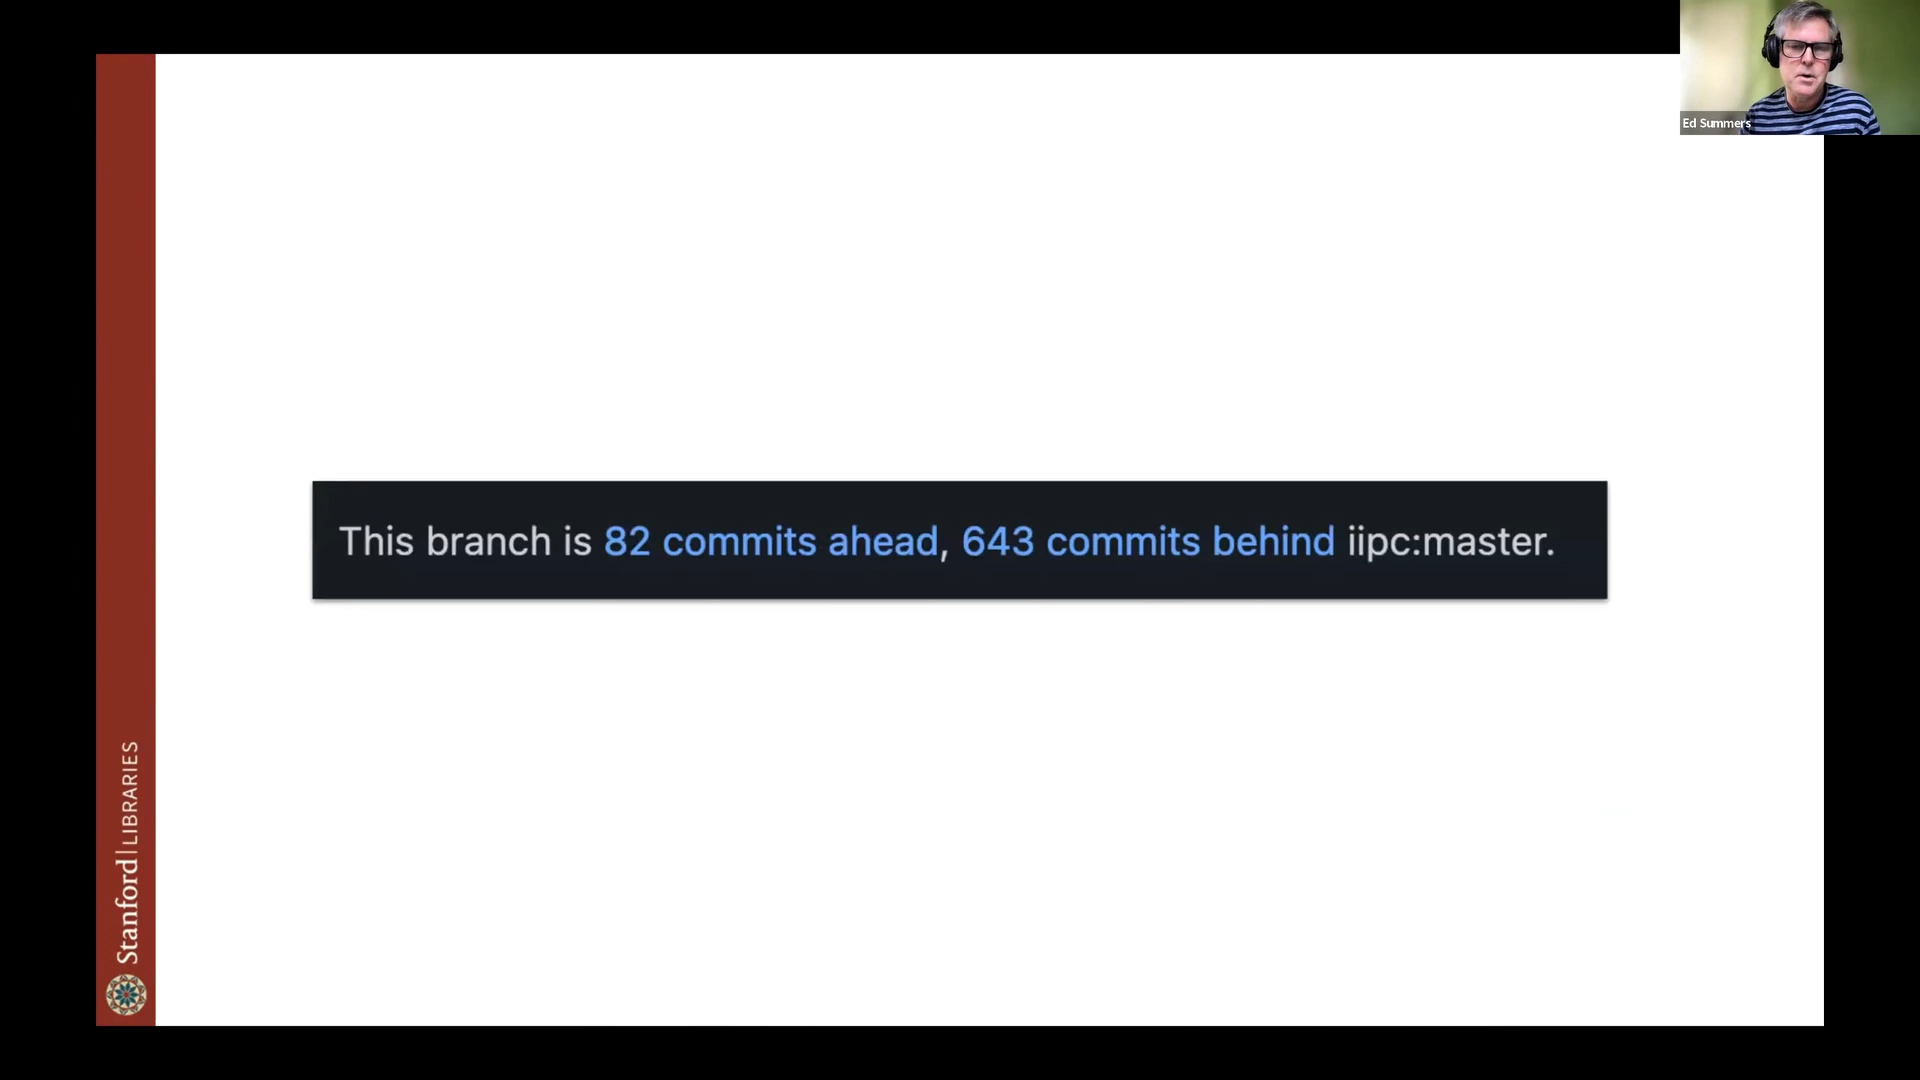 Ed Summers
This branch is 82 commits ahead, 643 commits behind iipc:master.
Stanford | LIBRARIES